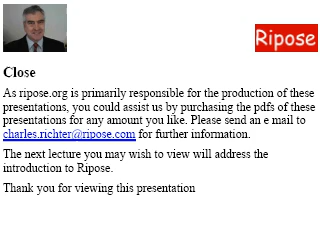 Ripose
Close
As ripose.org is primarily responsible for the production of these
presentations, you could assist us by purchasing the pdfs of these
presentations for any amount you like. Please send an e mail to
charles.richter@ripose.com for further information.
The next lecture you may wish to view will address the
introduction to Ripose.
Thank you for viewing this presentation